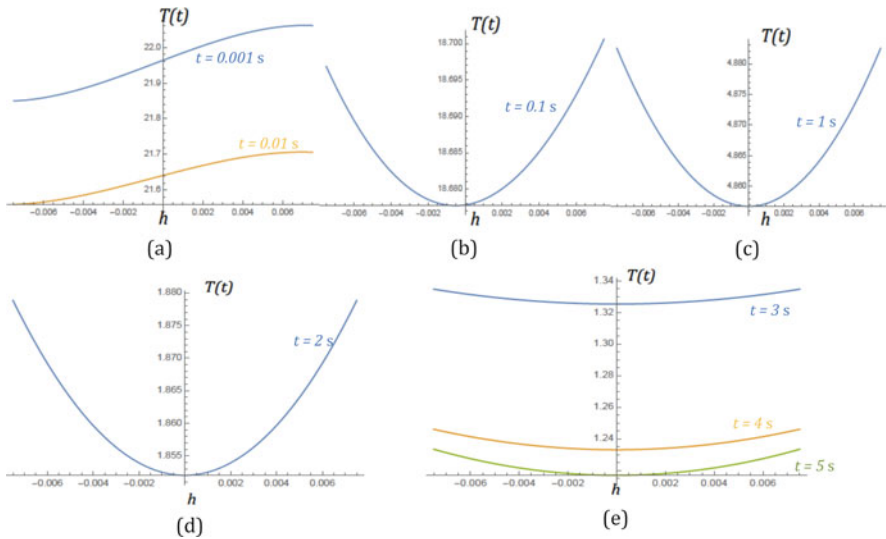 T(t)
22.0
t = 0.001 s
21.9
21.8
21.7
t = 0.01 s
21.6
-0.006 -0.004 -0.002 0.002 0.004 0.006
h
(a)
T(t)
18.700
18.695
18.690
t = 0.1 s
18.685
18.680
-0.006 -0.004 -0.002 0.002 0.004 0.006
h
(b)
T(t)
4.880
4.875
4.870
t = 1 s
4.865
4.860
-0.006 -0.004 -0.002 0.002 0.004 0.006
h
(c)
T(t)
1.880
1.875
1.870
t = 2 s
1.865
1.860
1.855
-0.006 -0.004 -0.002 0.002 0.004 0.006
h
(d)
T(t)
1.34
1.32
t = 3 s
1.30
1.28
1.26
t = 4 s
1.24
t = 5 s
-0.006 -0.004 -0.002 0.002 0.004 0.006
h
(e)